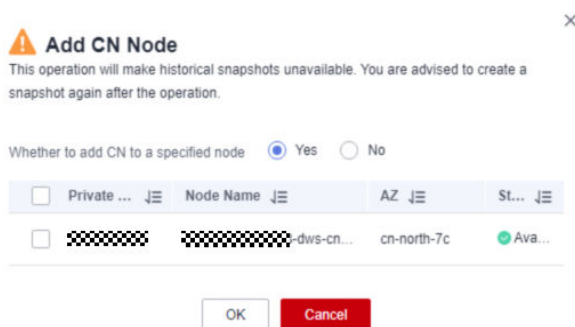 Add CN Node
This operation will make historical snapshots unavailable. You are advised to create a
snapshot again after the operation.
Whether to add CN to a specified node Yes No
Private ... Node Name AZ St...
-dws-cn... cn-north-7c Ava...
OK Cancel